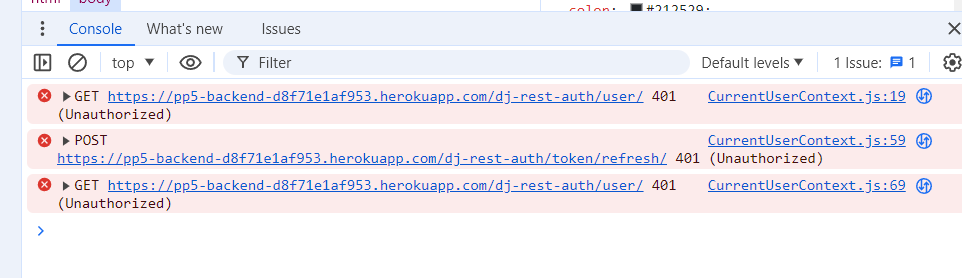 html body
color: #212529;
Console What's new Issues
top Filter Default levels 1 Issue: 1
GET https://pp5-backend-d8f71e1af953.herokuapp.com/dj-rest-auth/user/ 401 CurrentUserContext.js:19
(Unauthorized)
POST CurrentUserContext.js:59
https://pp5-backend-d8f71e1af953.herokuapp.com/dj-rest-auth/token/refresh/ 401 (Unauthorized)
GET https://pp5-backend-d8f71e1af953.herokuapp.com/dj-rest-auth/user/ 401 CurrentUserContext.js:69
(Unauthorized)